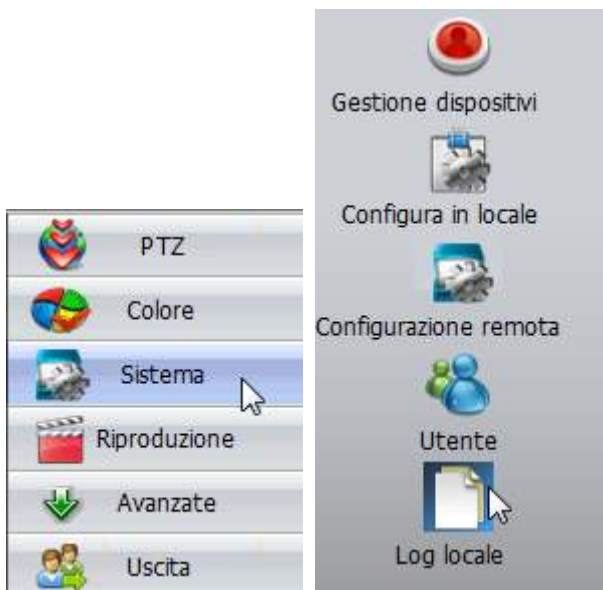 PTZ
Colore
Sistema
Riproduzione
Avanzate
Uscita
Gestione dispositivi
Configura in locale
Configurazione remota
Utente
Log locale